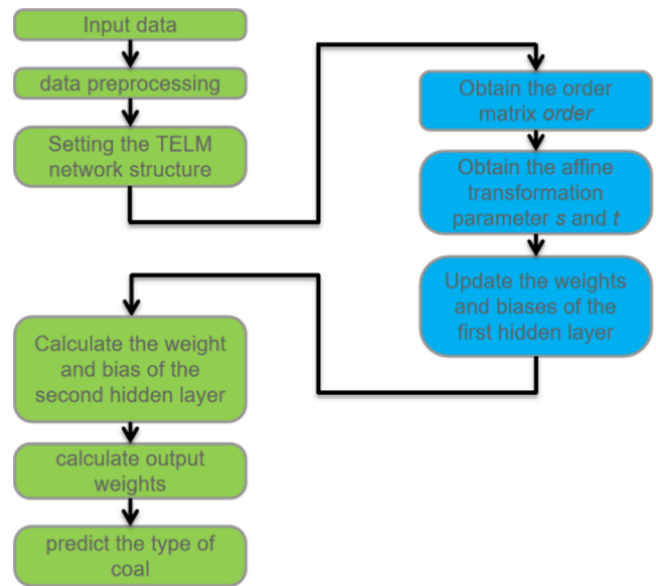 Input data
data preprocessing
Setting the TELM
network structure
Obtain the order
matrix order
Obtain the affine
transformation
parameter s and t
Update the weights
and biases of the
first hidden layer
Calculate the weight
and bias of the
second hidden layer
calculate output
weights
predict the type of
coal